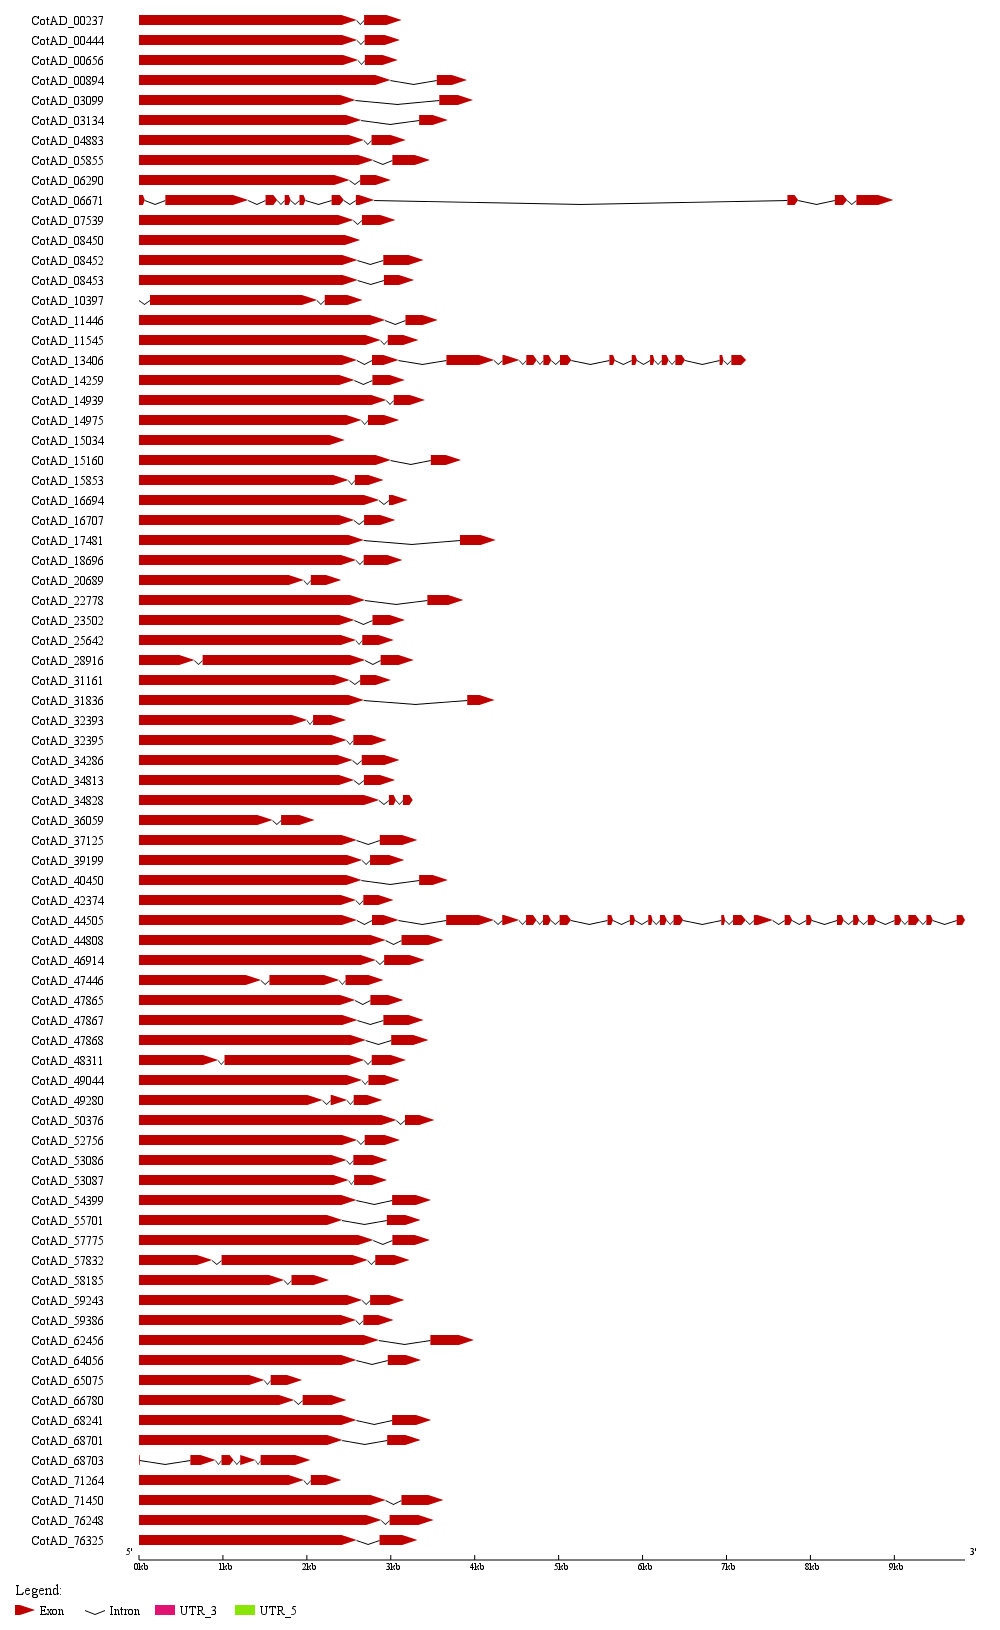 CotAD_00237
CotAD_00444
CotAD_00656
CotAD_00894
CotAD_03099
CotAD_03134
CotAD_04883
CotAD_05855
CotAD_06290
CotAD_06671
CotAD_07539
CotAD_08450
CotAD_08452
CotAD_08453
CotAD_10397
CotAD_11446
CotAD_11545
CotAD_13406
CotAD_14259
CotAD_14939
CotAD_14975
CotAD_15034
CotAD_15160
CotAD_15853
CotAD_16694
CotAD_16707
CotAD_17481
CotAD_18696
CotAD_20689
CotAD_22778
CotAD_23502
CotAD_25642
CotAD_28916
CotAD_31161
CotAD_31836
CotAD_32393
CotAD_32395
CotAD_34286
CotAD_34813
CotAD_34828
CotAD_36059
CotAD_37125
CotAD_39199
CotAD_40450
CotAD_42374
CotAD_44505
CotAD_44808
CotAD_46914
CotAD_47446
CotAD_47865
CotAD_47867
CotAD_47868
CotAD_48311
CotAD_49044
CotAD_49280
CotAD_50376
CotAD_52756
CotAD_53086
CotAD_53087
CotAD_54399
CotAD_55701
CotAD_57775
CotAD_57832
CotAD_58185
CotAD_59243
CotAD_59386
CotAD_62456
CotAD_64056
CotAD_65075
CotAD_66780
CotAD_68241
CotAD_68701
CotAD_68703
CotAD_71264
CotAD_71450
CotAD_76248
CotAD_76325
5' 3'
0kb 1kb 2kb 3kb 4kb 5kb 6kb 7kb 8kb 9kb
Legend:
Exon Intron UTR_3 UTR_5